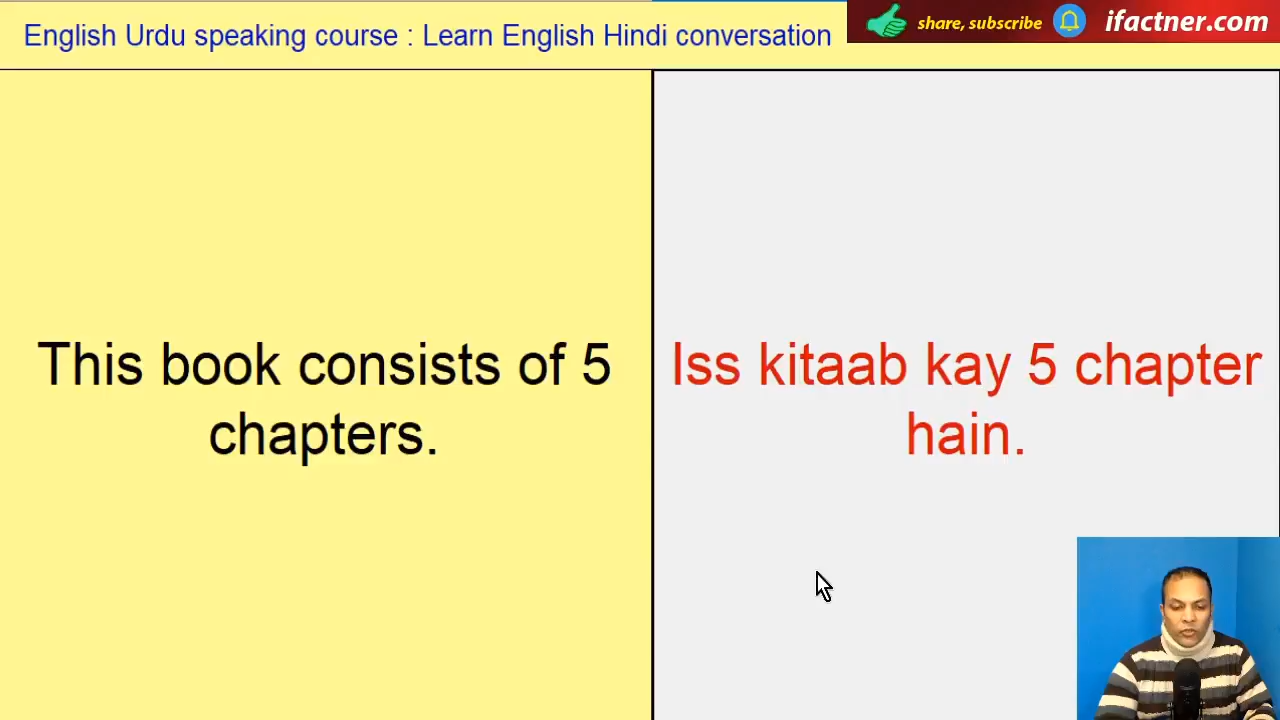 English Urdu speaking course : Learn English Hindi conversation
share, subscribe
ifactner.com
This book consists of 5
chapters.
Iss kitaab kay 5 chapter
hain.